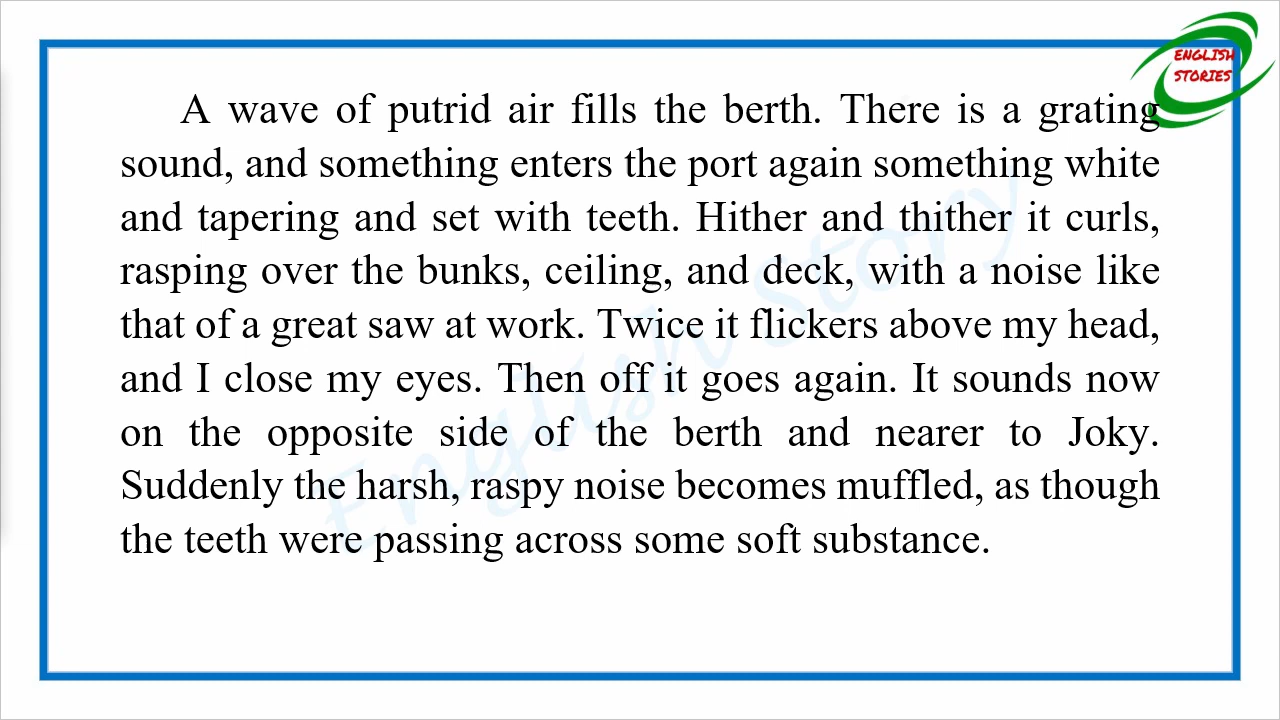 ENGLISH
STORIES
A wave of putrid air fills the berth. There is a grating
sound, and something enters the port again something white
and tapering and set with teeth. Hither and thither it curls,
rasping over the bunks, ceiling, and deck, with a noise like
that of a great saw at work. Twice it flickers above my head,
and I close my eyes. Then off it goes again. It sounds now
on the opposite side of the berth and nearer to Joky.
Suddenly the harsh, raspy noise becomes muffled, as though
the teeth were passing across some soft substance.
English Story